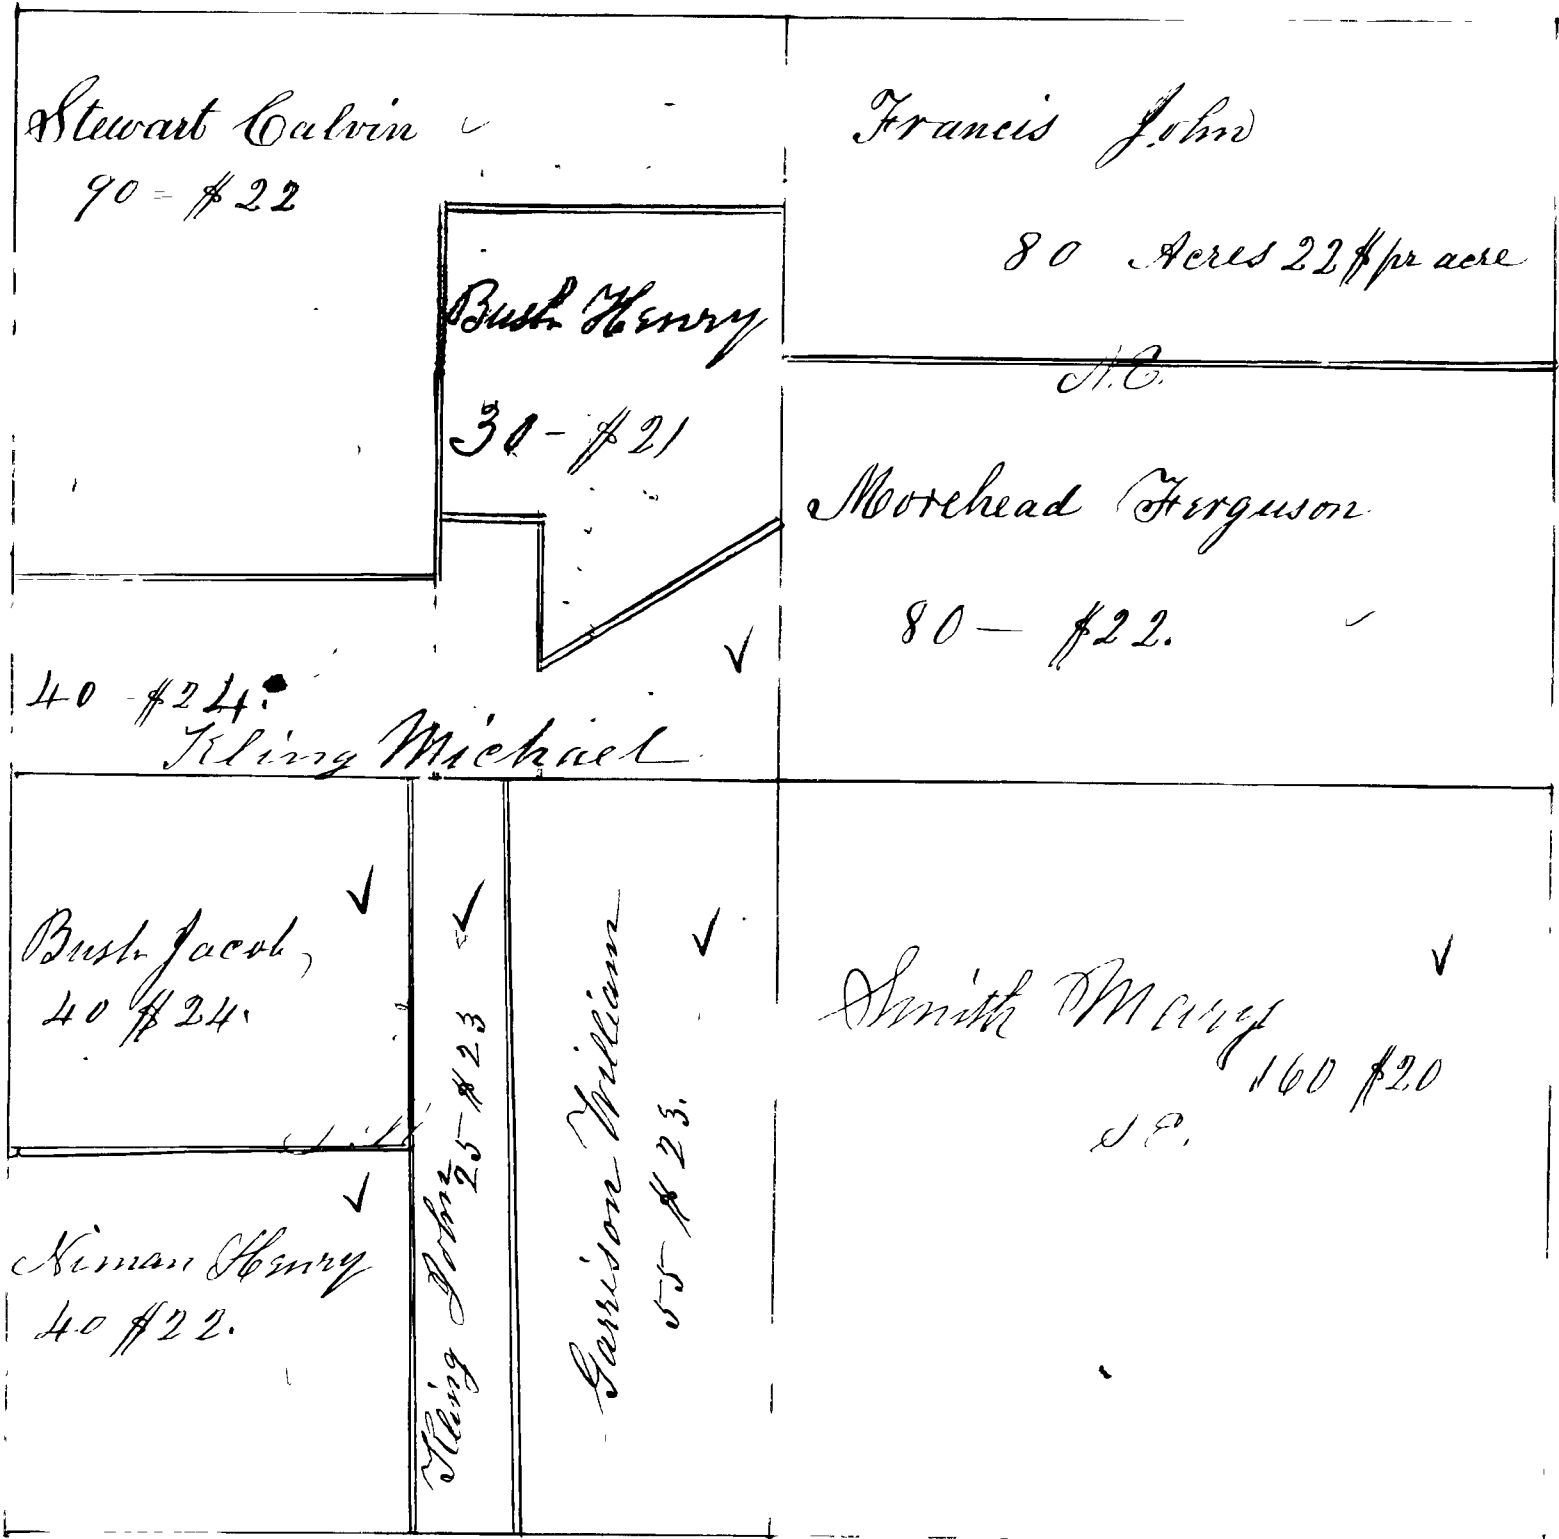 Stewart Calvin
90 = $22
Francis John
80 Acres 22$ pr acre
N.E.
Bush Henry
30 - $21
Morehead Ferguson
80 — $22.
40 - $24.
Kling Michael
Bush Jacob,
40 $24.
Niman Henry
40 $22.
Kling John
25 $23
Garrison William
55 $23.
Smith Mary
160 $20
S E.